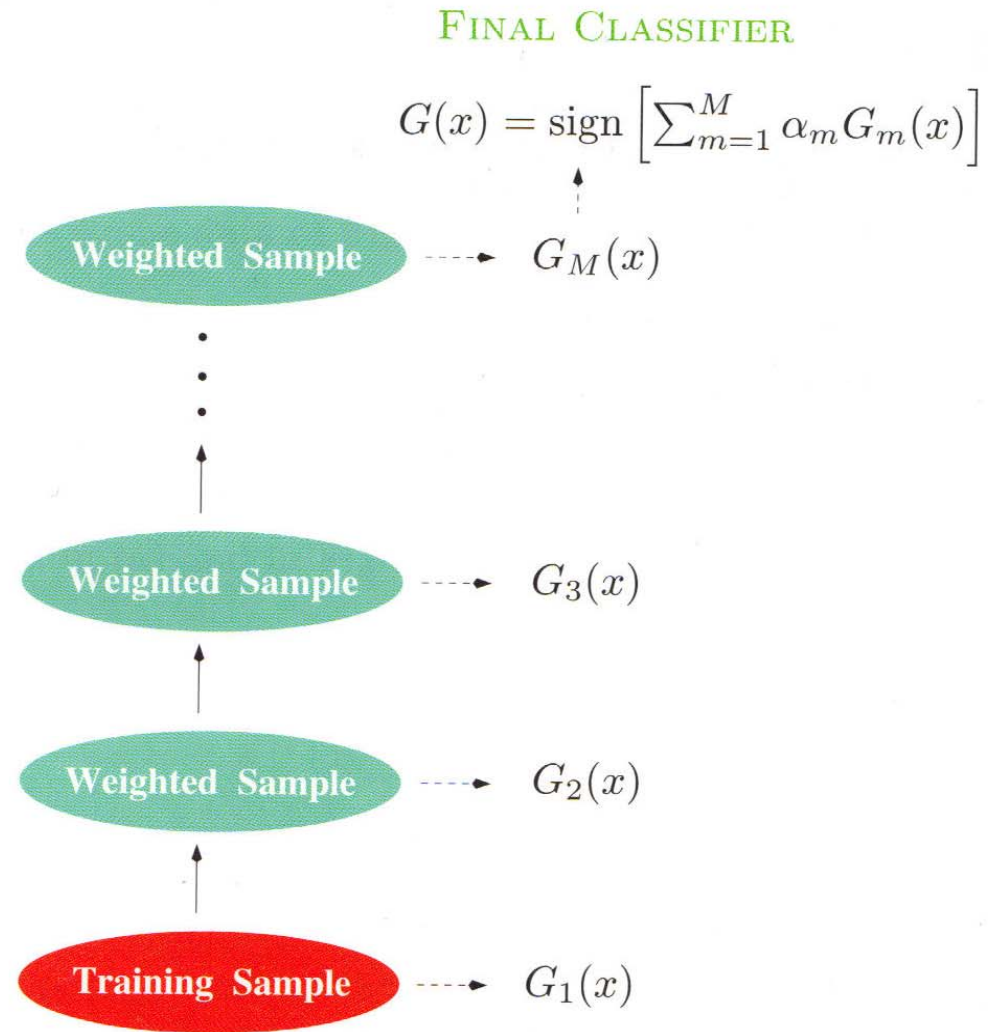 FINAL CLASSIFIER
G(x) = sign [∑_{m=1}^{M} α_m G_m(x)]
Weighted Sample G_M(x)
Weighted Sample G_3(x)
Weighted Sample G_2(x)
Training Sample G_1(x)